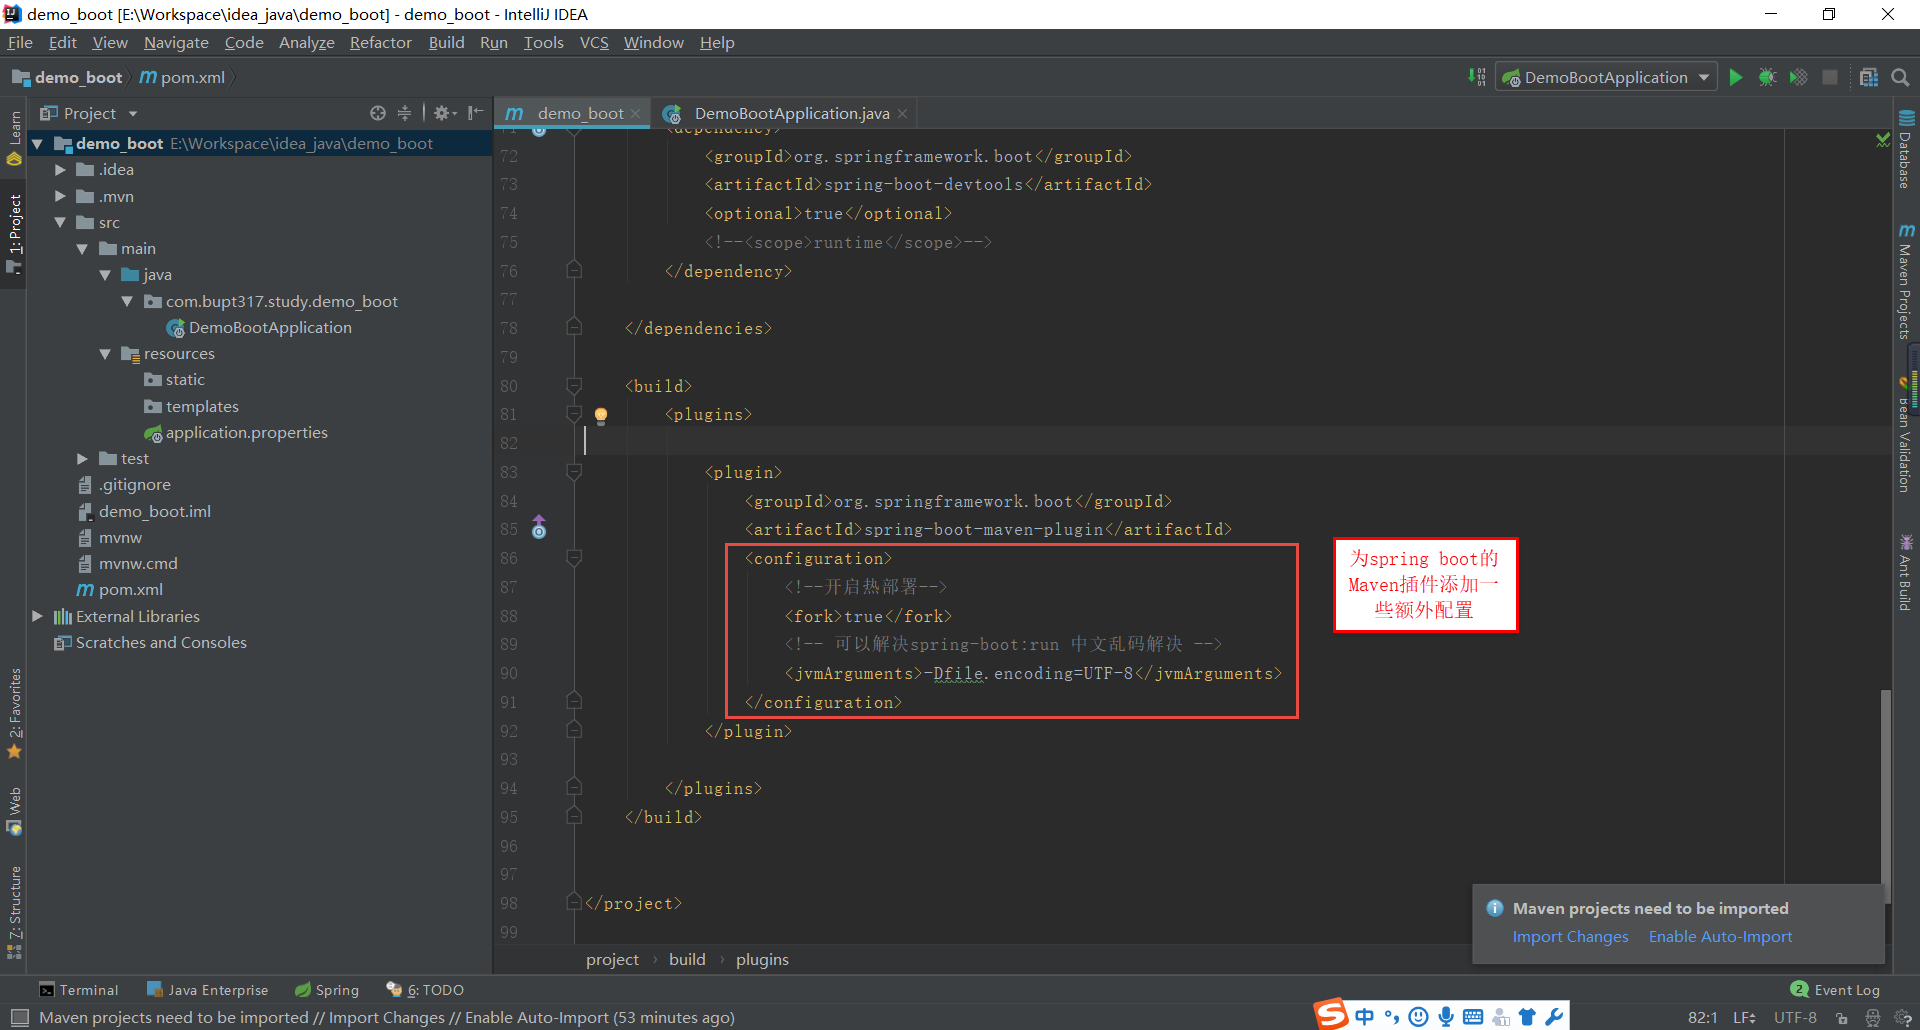 demo_boot [E:\Workspace\idea_java\demo_boot] - demo_boot - IntelliJ IDEA
File Edit View Navigate Code Analyze Refactor Build Run Tools VCS Window Help
demo_boot pom.xml
DemoBootApplication
Project
demo_boot
DemoBootApplication.java
Learn
1: Project
2: Favorites
Web
7: Structure
demo_boot E:\Workspace\idea_java\demo_boot
.idea
.mvn
src
main
java
com.bupt317.study.demo_boot
DemoBootApplication
resources
static
templates
application.properties
test
.gitignore
demo_boot.iml
mvnw
mvnw.cmd
pom.xml
External Libraries
Scratches and Consoles
71 <dependency>
72 <groupId>org.springframework.boot</groupId>
73 <artifactId>spring-boot-devtools</artifactId>
74 <optional>true</optional>
75 <!--<scope>runtime</scope>-->
76 </dependency>
77
78 </dependencies>
79
80 <build>
81 <plugins>
82
83 <plugin>
84 <groupId>org.springframework.boot</groupId>
85 <artifactId>spring-boot-maven-plugin</artifactId>
86 <configuration>
87 <!--开启热部署-->
88 <fork>true</fork>
89 <!-- 可以解决spring-boot:run 中文乱码解决 -->
90 <jvmArguments>-Dfile.encoding=UTF-8</jvmArguments>
91 </configuration>
92 </plugin>
93
94 </plugins>
95 </build>
96
97
98 </project>
99
为spring boot的
Maven插件添加一
些额外配置
Database
Maven Projects
Bean Validation
Ant Build
Maven projects need to be imported
Import Changes Enable Auto-Import
project build plugins
Terminal Java Enterprise Spring 6: TODO
2 Event Log
Maven projects need to be imported // Import Changes // Enable Auto-Import (53 minutes ago)
S 中
82:1 LF UTF-8